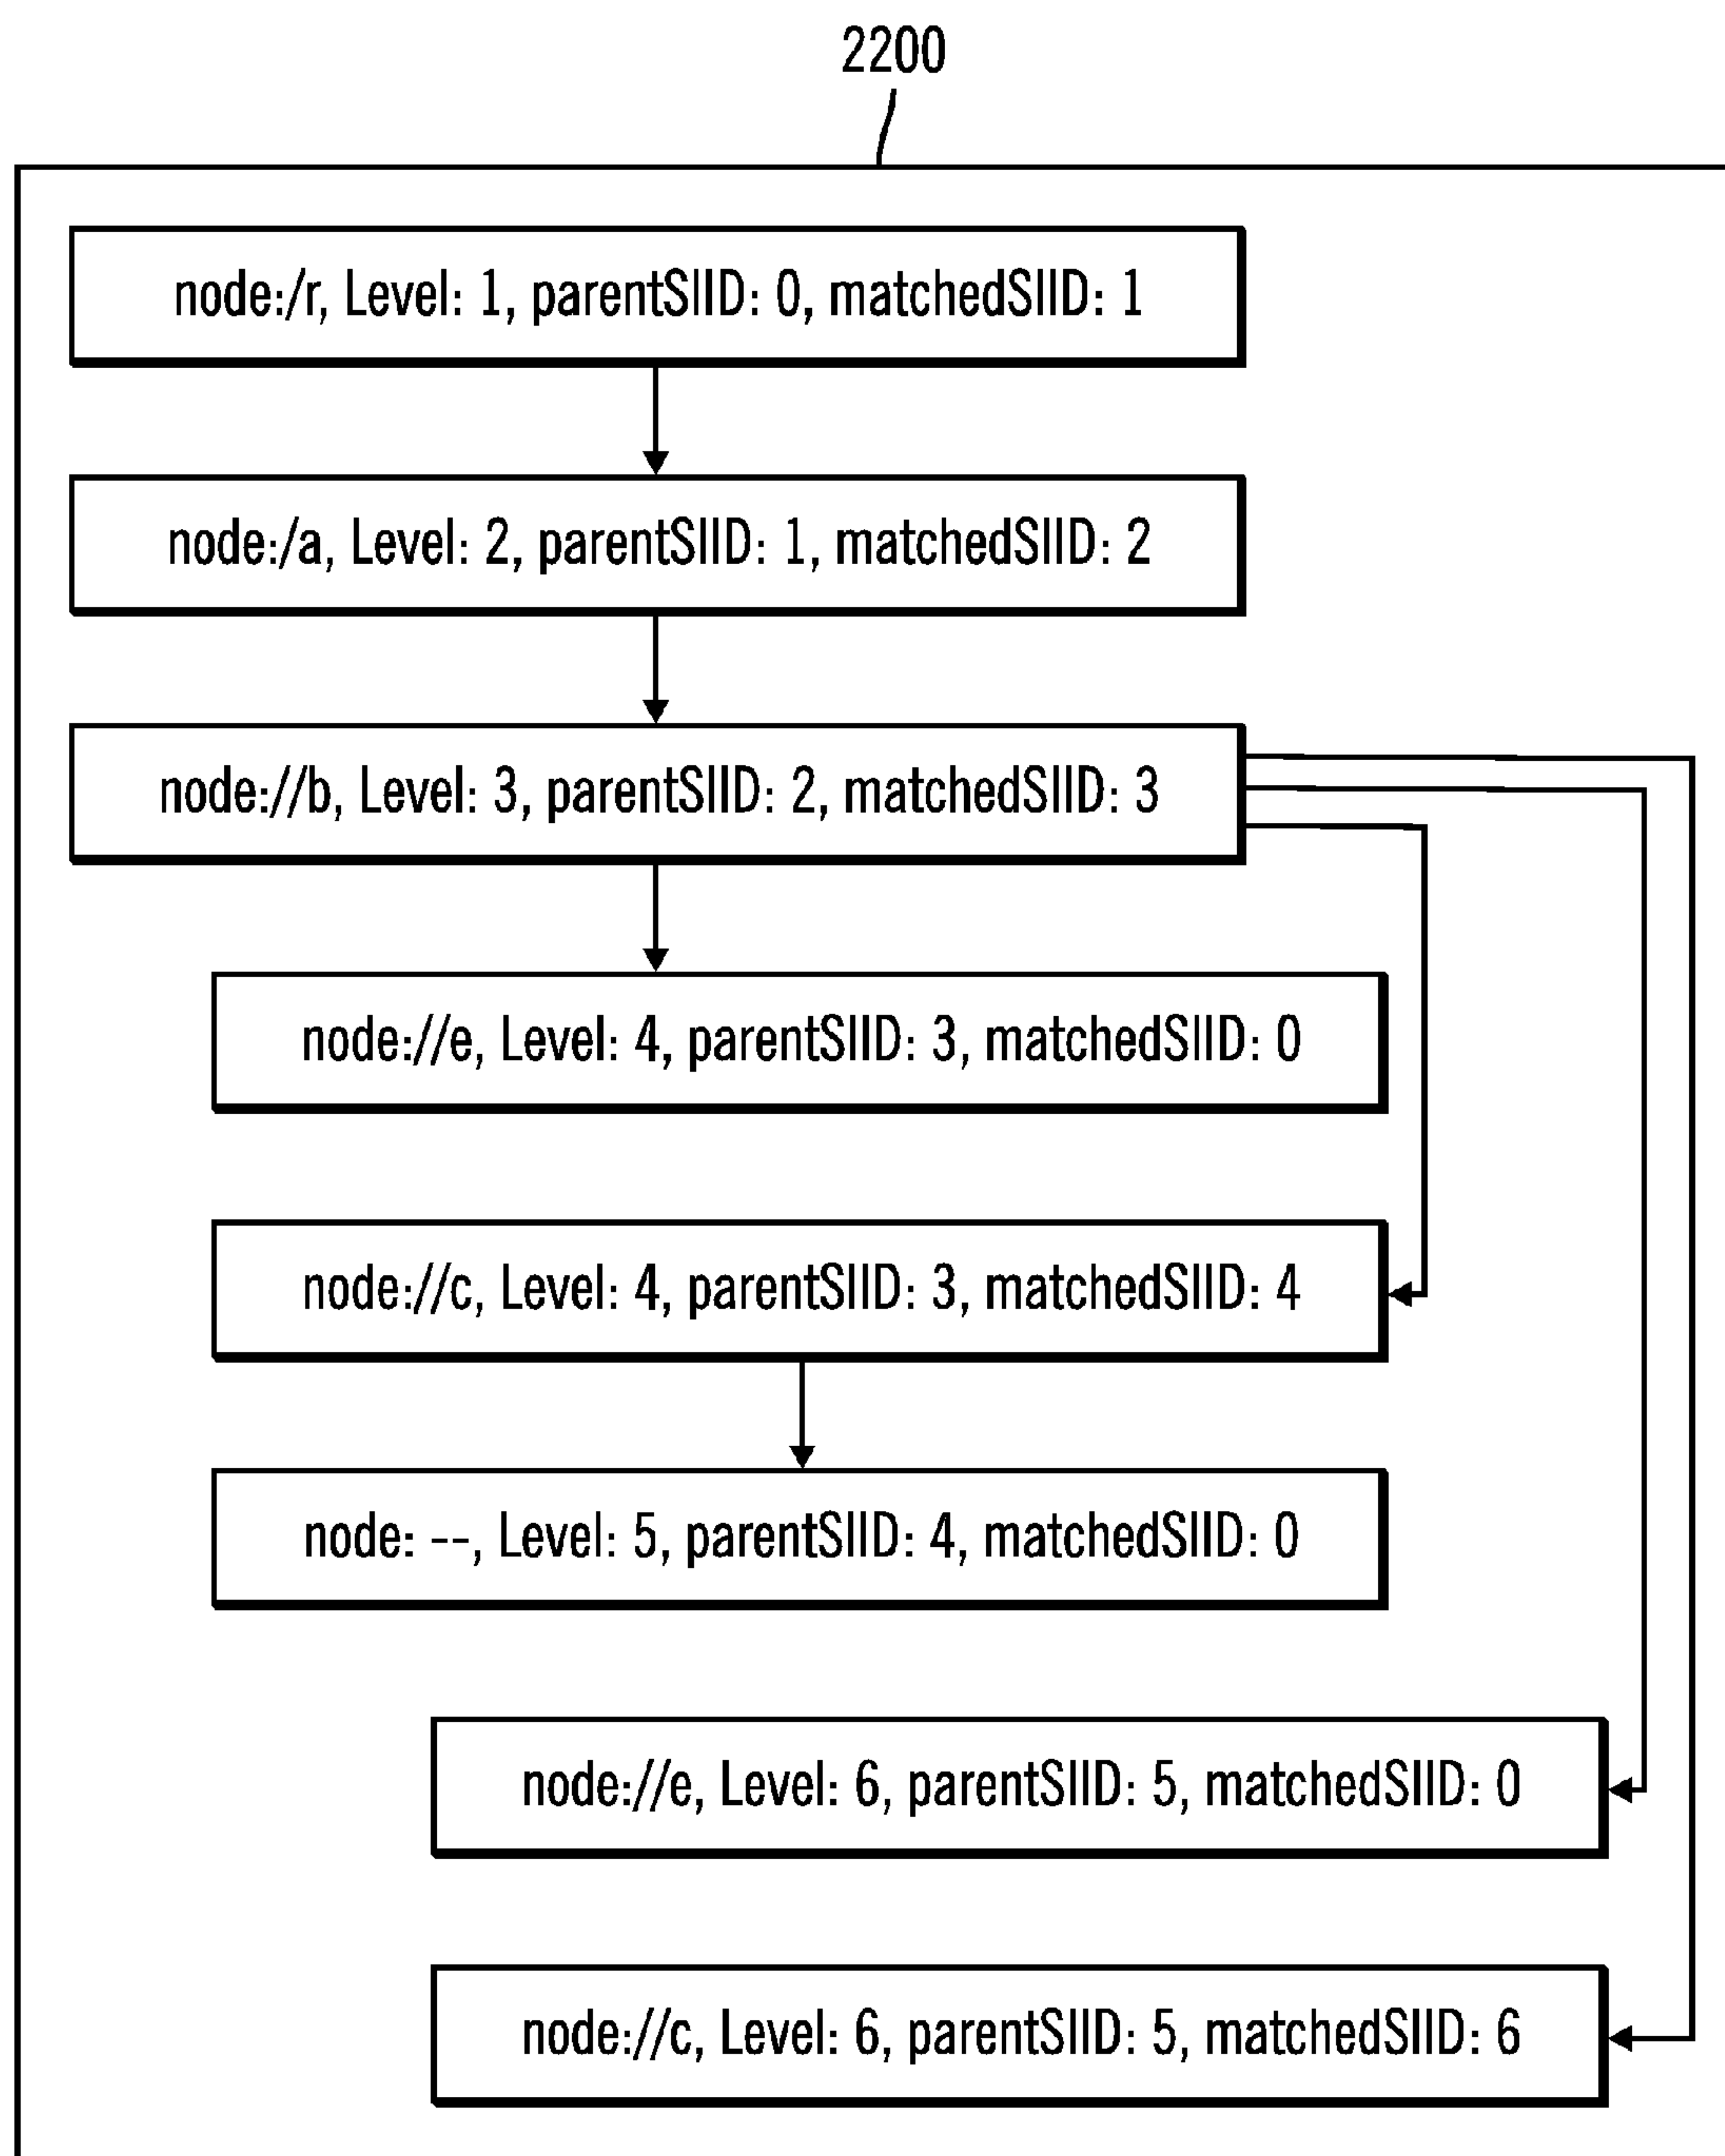 2200
node:/r, Level: 1, parentSIID: 0, matchedSIID: 1
node:/a, Level: 2, parentSIID: 1, matchedSIID: 2
node://b, Level: 3, parentSIID: 2, matchedSIID: 3
node://e, Level: 4, parentSIID: 3, matchedSIID: 0
node://c, Level: 4, parentSIID: 3, matchedSIID: 4
node: --, Level: 5, parentSIID: 4, matchedSIID: 0
node://e, Level: 6, parentSIID: 5, matchedSIID: 0
node://c, Level: 6, parentSIID: 5, matchedSIID: 6